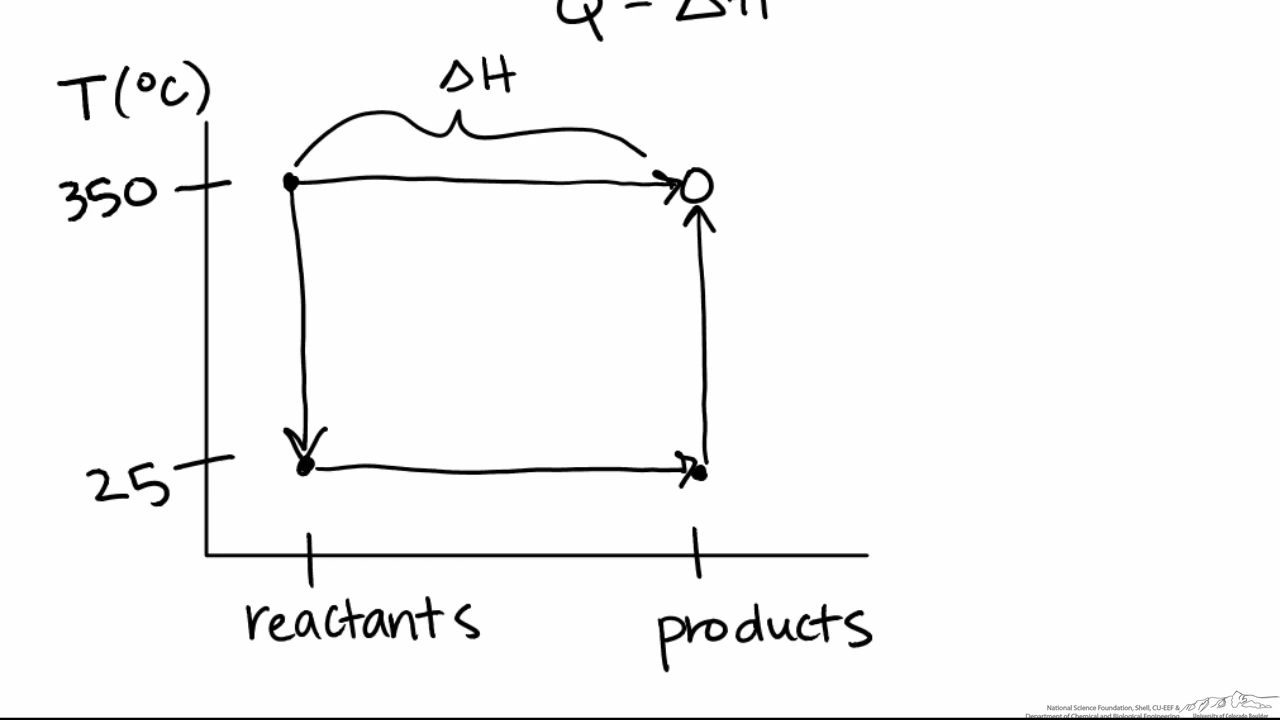 Q = ΔH
ΔH
T(°C)
350
25
reactants
products
National Science Foundation, Shell, CU-EEF &
Department of Chemical and Biological Engineering
University of Colorado Boulder